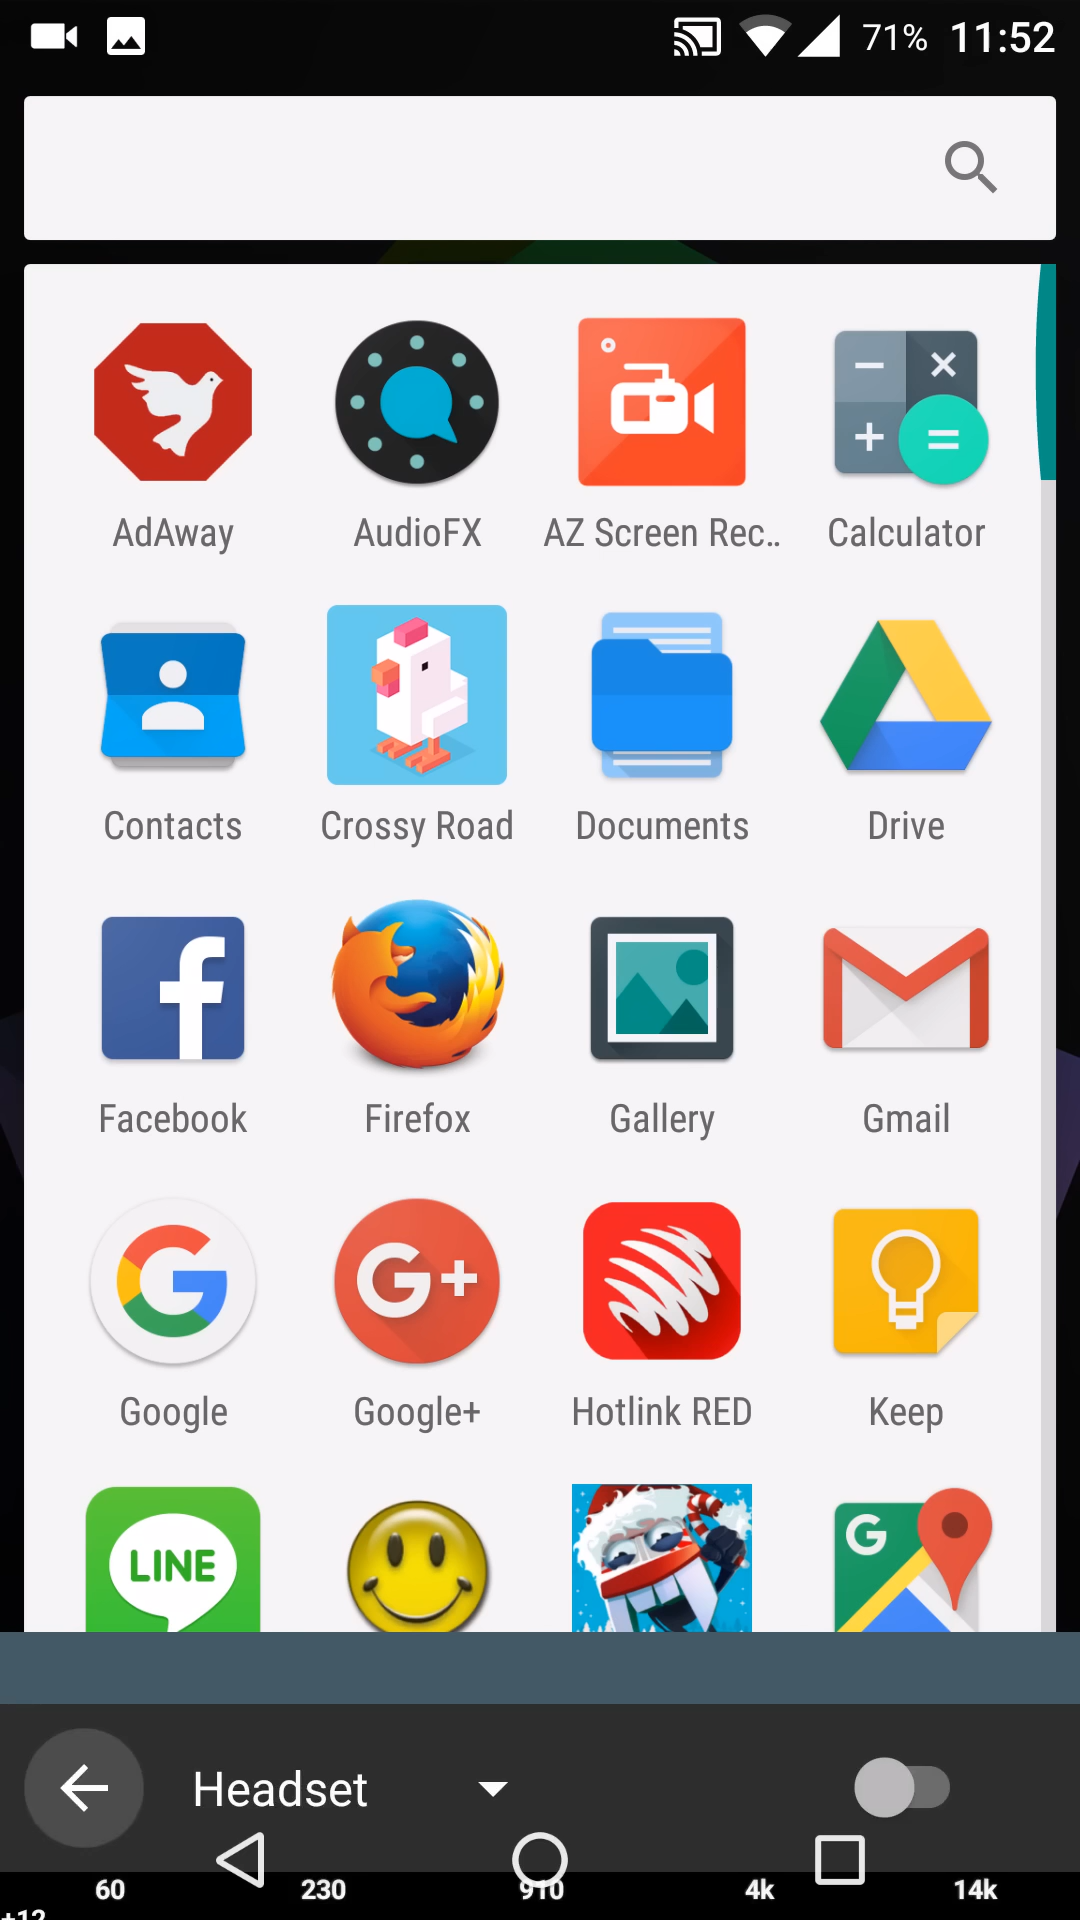 71% 11:52
AdAway AudioFX AZ Screen Rec.. Calculator
Contacts Crossy Road Documents Drive
Facebook Firefox Gallery Gmail
G G+
Google Google+ Hotlink RED Keep
LINE G
Headset
60 230 910 4k 14k
+12